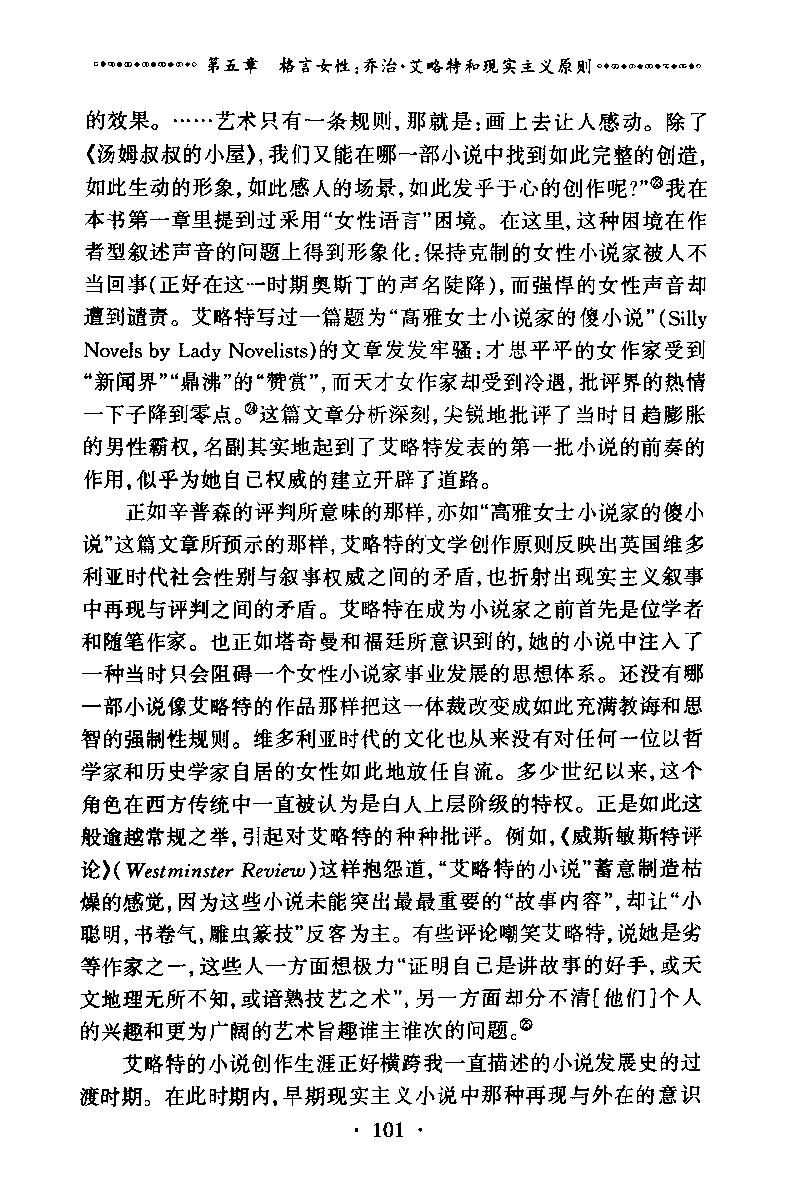 第五章 格言女性:乔治·艾略特和现实主义原则
的效果。……艺术只有一条规则,那就是:画上去让人感动。除了
《汤姆叔叔的小屋》,我们又能在哪一部小说中找到如此完整的创造,
如此生动的形象,如此感人的场景,如此发乎于心的创作呢?”㉓我在
本书第一章里提到过采用“女性语言”困境。在这里,这种困境在作
者型叙述声音的问题上得到形象化:保持克制的女性小说家被人不
当回事(正好在这一时期奥斯丁的声名陡降),而强悍的女性声音却
遭到谴责。艾略特写过一篇题为“高雅女士小说家的傻小说”(Silly
Novels by Lady Novelists)的文章发发牢骚:才思平平的女作家受到
“新闻界”“鼎沸”的“赞赏”,而天才女作家却受到冷遇,批评界的热情
一下子降到零点。㉔这篇文章分析深刻,尖锐地批评了当时日趋膨胀
的男性霸权,名副其实地起到了艾略特发表的第一批小说的前奏的
作用,似乎为她自己权威的建立开辟了道路。
正如辛普森的评判所意味的那样,亦如“高雅女士小说家的傻小
说”这篇文章所预示的那样,艾略特的文学创作原则反映出英国维多
利亚时代社会性别与叙事权威之间的矛盾,也折射出现实主义叙事
中再现与评判之间的矛盾。艾略特在成为小说家之前首先是位学者
和随笔作家。也正如塔奇曼和福廷所意识到的,她的小说中注入了
一种当时只会阻碍一个女性小说家事业发展的思想体系。还没有哪
一部小说像艾略特的作品那样把这一体裁改变成如此充满教诲和思
智的强制性规则。维多利亚时代的文化也从来没有对任何一位以哲
学家和历史学家自居的女性如此地放任自流。多少世纪以来,这个
角色在西方传统中一直被认为是白人上层阶级的特权。正是如此这
般逾越常规之举,引起对艾略特的种种批评。例如,《威斯敏斯特评
论》(Westminster Review)这样抱怨道,“艾略特的小说”蓄意制造枯
燥的感觉,因为这些小说未能突出最最重要的“故事内容”,却让“小
聪明,书卷气,雕虫篆技”反客为主。有些评论嘲笑艾略特,说她是劣
等作家之一,这些人一方面想极力“证明自己是讲故事的好手,或天
文地理无所不知,或谙熟技艺之术”,另一方面却分不清[他们]个人
的兴趣和更为广阔的艺术旨趣谁主谁次的问题。㉕
艾略特的小说创作生涯正好横跨我一直描述的小说发展史的过
渡时期。在此时期内,早期现实主义小说中那种再现与外在的意识
· 101 ·